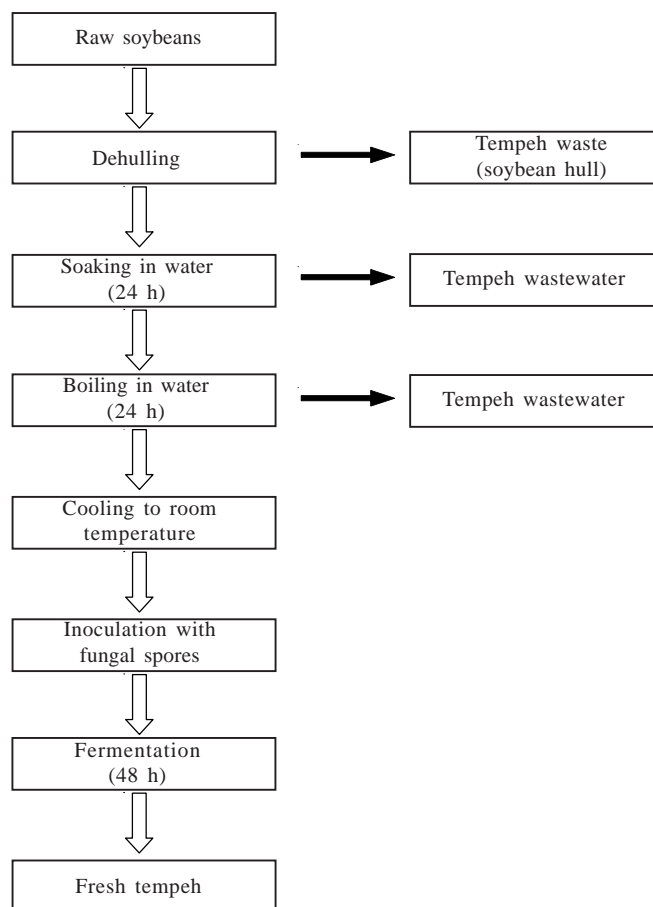 Raw soybeans
Dehulling
Tempeh waste
(soybean hull)
Soaking in water
(24 h)
Tempeh wastewater
Boiling in water
(24 h)
Tempeh wastewater
Cooling to room
temperature
Inoculation with
fungal spores
Fermentation
(48 h)
Fresh tempeh